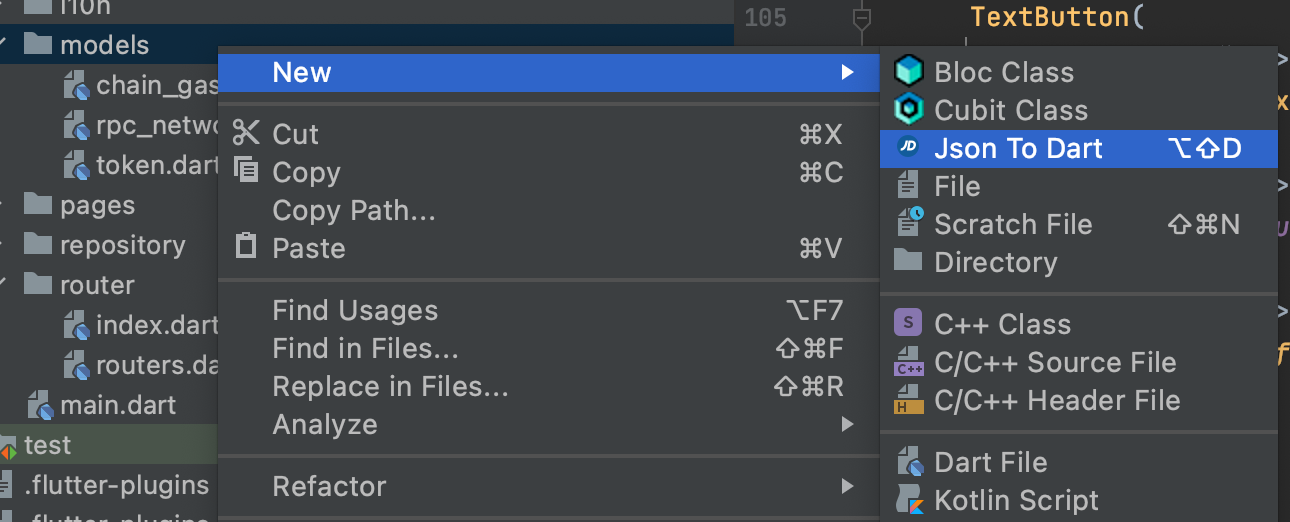 l10n
models
chain_gas
rpc_netwo
token.dart
pages
repository
router
index.dart
routers.da
main.dart
test
.flutter-plugins
.flutter-plugins
105
TextButton(
New
Cut ⌘X
Copy ⌘C
Copy Path...
Paste ⌘V
Find Usages ⌥F7
Find in Files... ⇧⌘F
Replace in Files... ⇧⌘R
Analyze
Refactor
Bloc Class
Cubit Class
JD Json To Dart ⌥⇧D
File
Scratch File ⇧⌘N
Directory
S C++ Class
C++ C/C++ Source File
H C/C++ Header File
Dart File
Kotlin Script